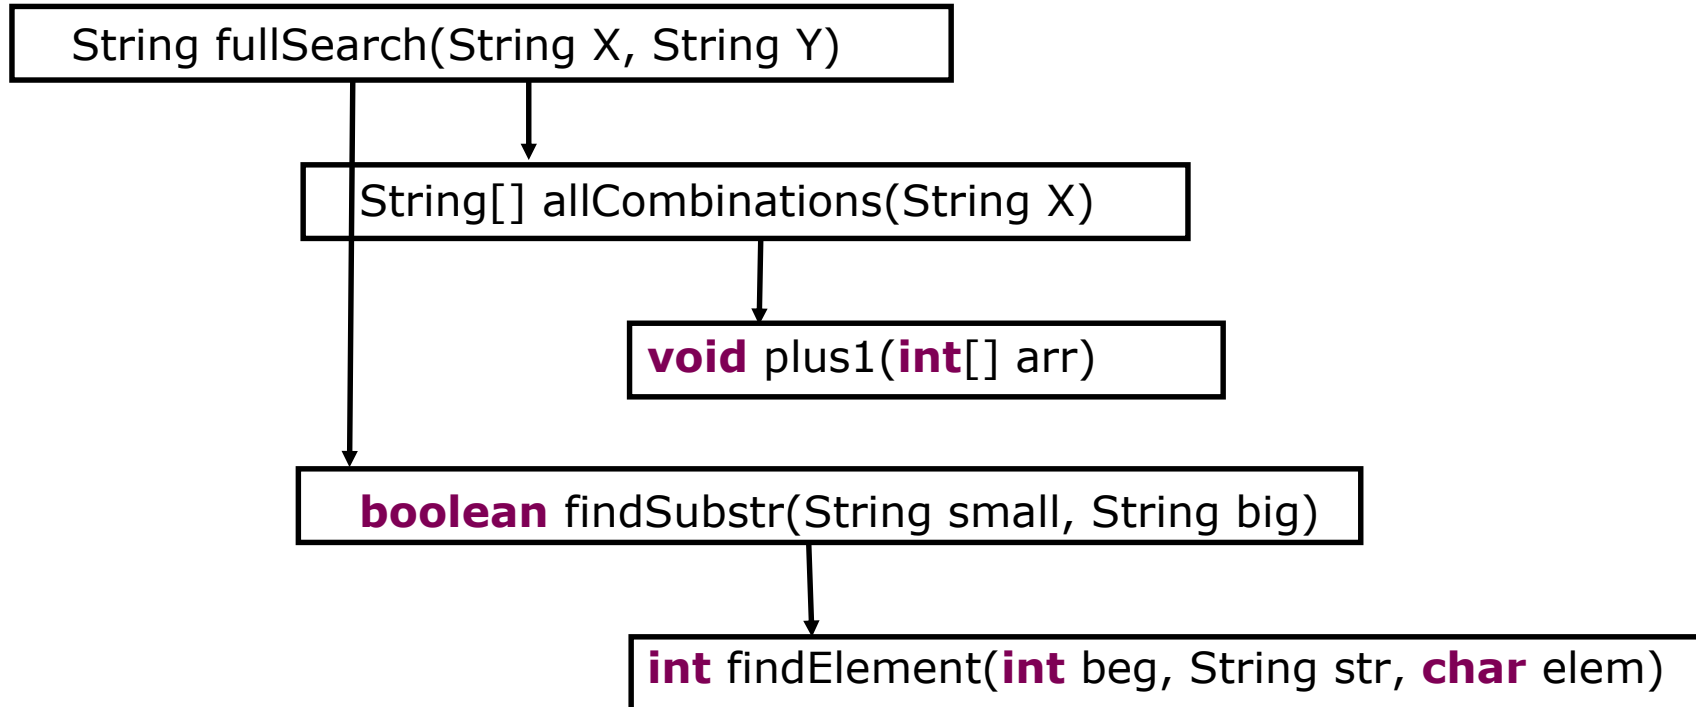 String fullSearch(String X, String Y)
String[] allCombinations(String X)
void plus1(int[] arr)
boolean findSubstr(String small, String big)
int findElement(int beg, String str, char elem)